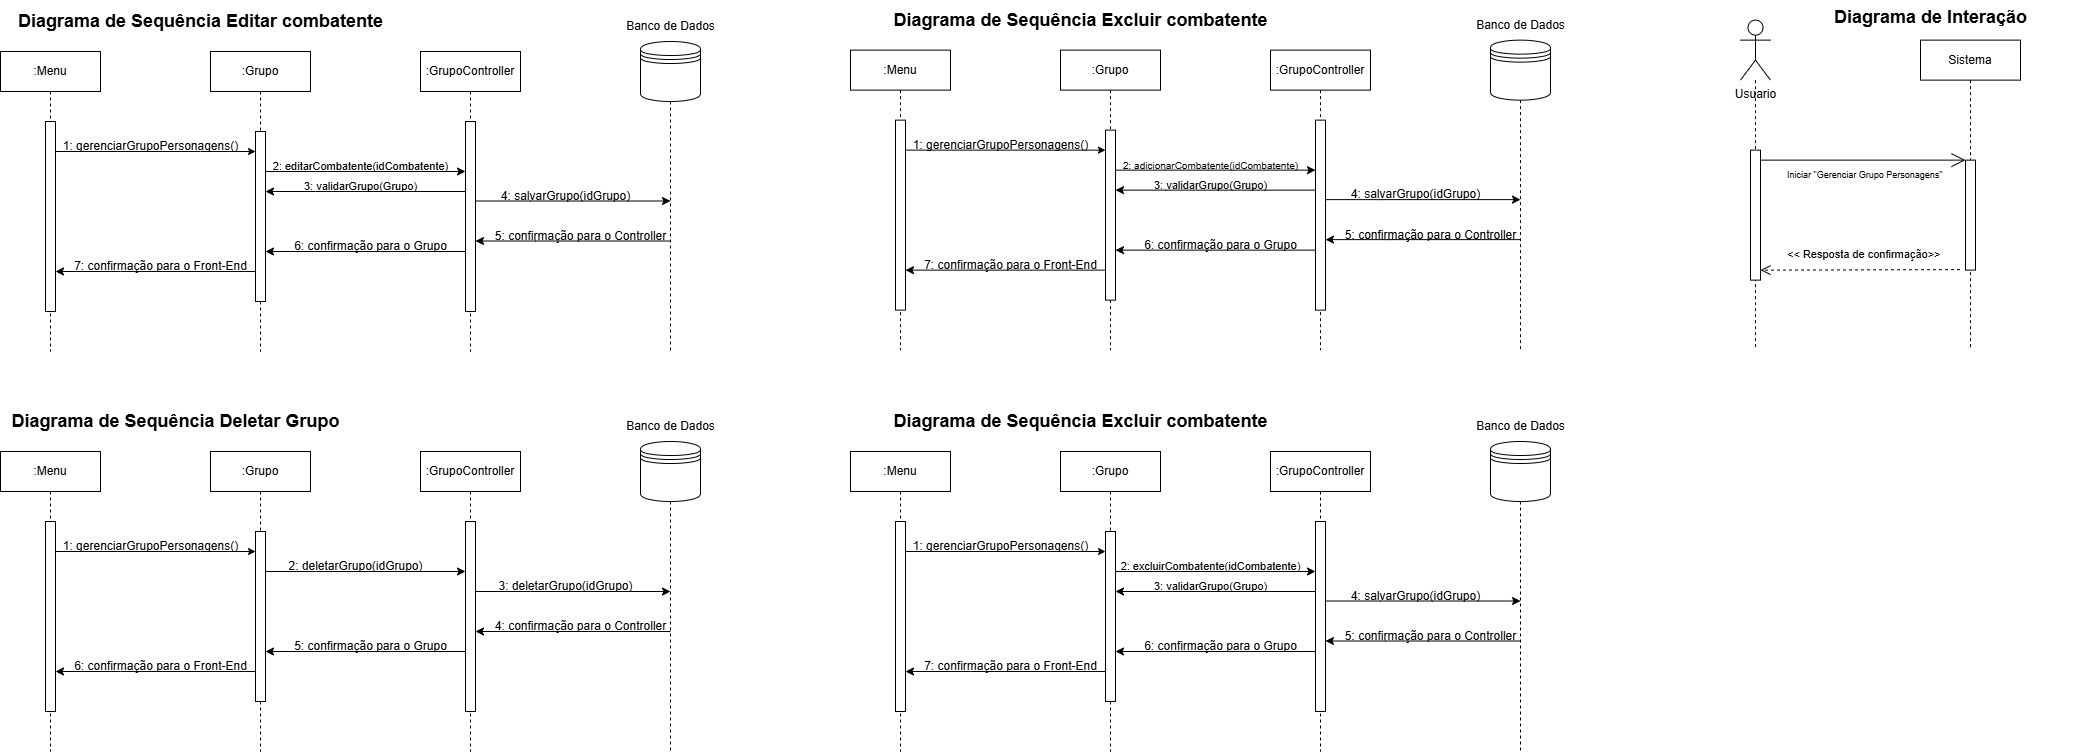 Diagrama de Sequência Editar combatente
Banco de Dados
:Menu
:Grupo
:GrupoController
1: gerenciarGrupoPersonagens()
2: editarCombatente(idCombatente)
3: validarGrupo(Grupo)
4: salvarGrupo(idGrupo)
5: confirmação para o Controller
6: confirmação para o Grupo
7: confirmação para o Front-End
Diagrama de Sequência Excluir combatente
Banco de Dados
:Menu
:Grupo
:GrupoController
1: gerenciarGrupoPersonagens()
2: adicionarCombatente(idCombatente)
3: validarGrupo(Grupo)
4: salvarGrupo(idGrupo)
5: confirmação para o Controller
6: confirmação para o Grupo
7: confirmação para o Front-End
Diagrama de Interação
Sistema
Usuario
Iniciar "Gerenciar Grupo Personagens"
<< Resposta de confirmação>>
Diagrama de Sequência Deletar Grupo
Banco de Dados
:Menu
:Grupo
:GrupoController
1: gerenciarGrupoPersonagens()
2: deletarGrupo(idGrupo)
3: deletarGrupo(idGrupo)
4: confirmação para o Controller
5: confirmação para o Grupo
6: confirmação para o Front-End
Diagrama de Sequência Excluir combatente
Banco de Dados
:Menu
:Grupo
:GrupoController
1: gerenciarGrupoPersonagens()
2: excluirCombatente(idCombatente)
3: validarGrupo(Grupo)
4: salvarGrupo(idGrupo)
5: confirmação para o Controller
6: confirmação para o Grupo
7: confirmação para o Front-End